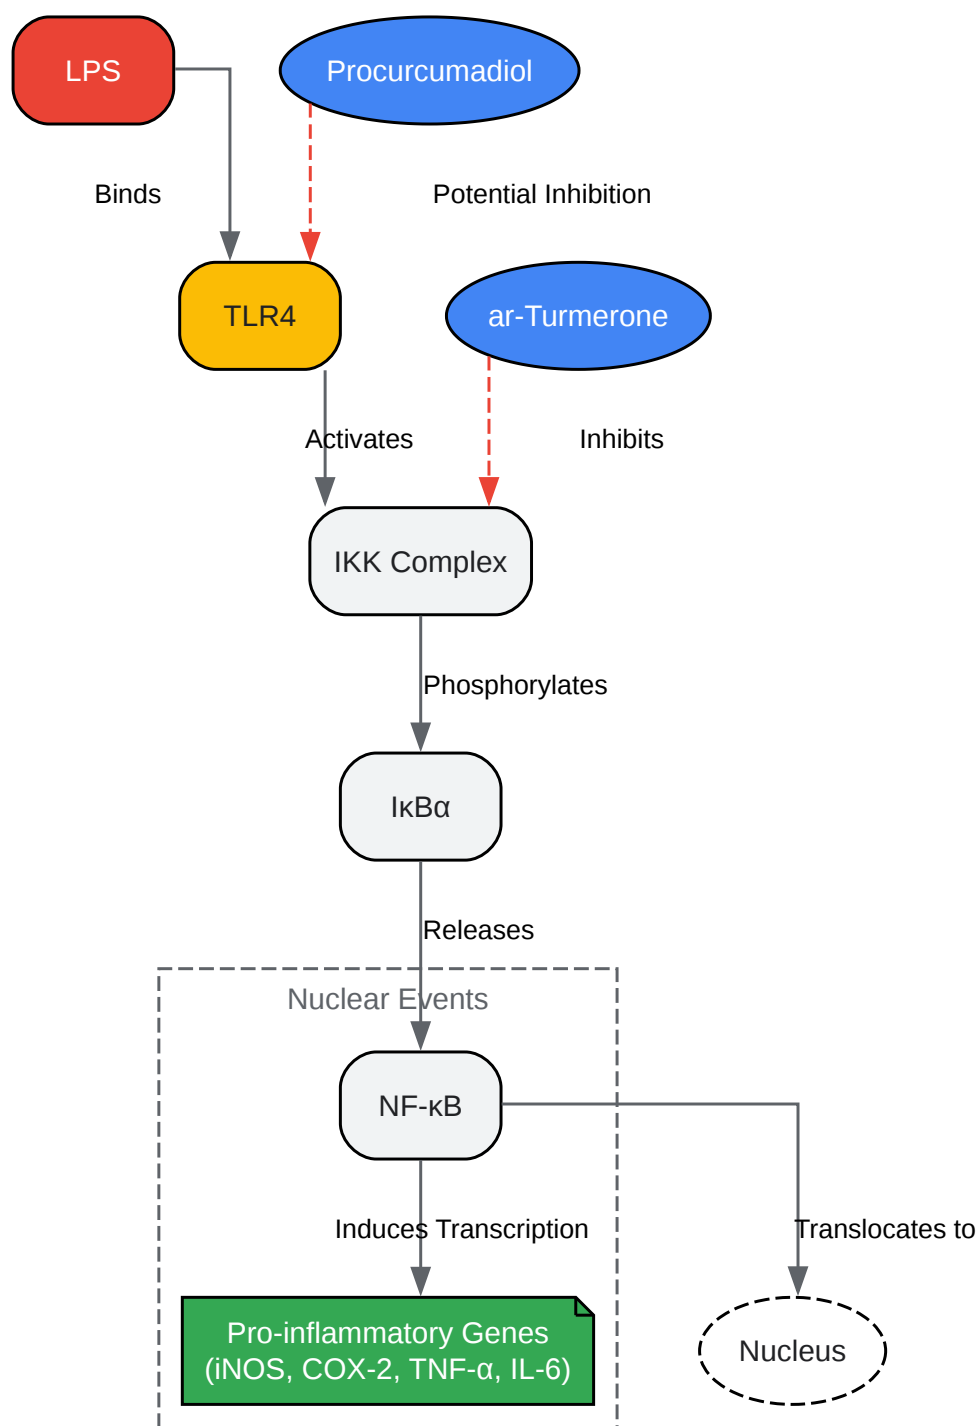 LPS
Procurcumadiol
Binds
Potential Inhibition
TLR4
ar-Turmerone
Activates
Inhibits
IKK Complex
Phosphorylates
IκBα
Releases
Nuclear Events
NF-κB
Induces Transcription
Translocates to
Pro-inflammatory Genes
(iNOS, COX-2, TNF-α, IL-6)
Nucleus